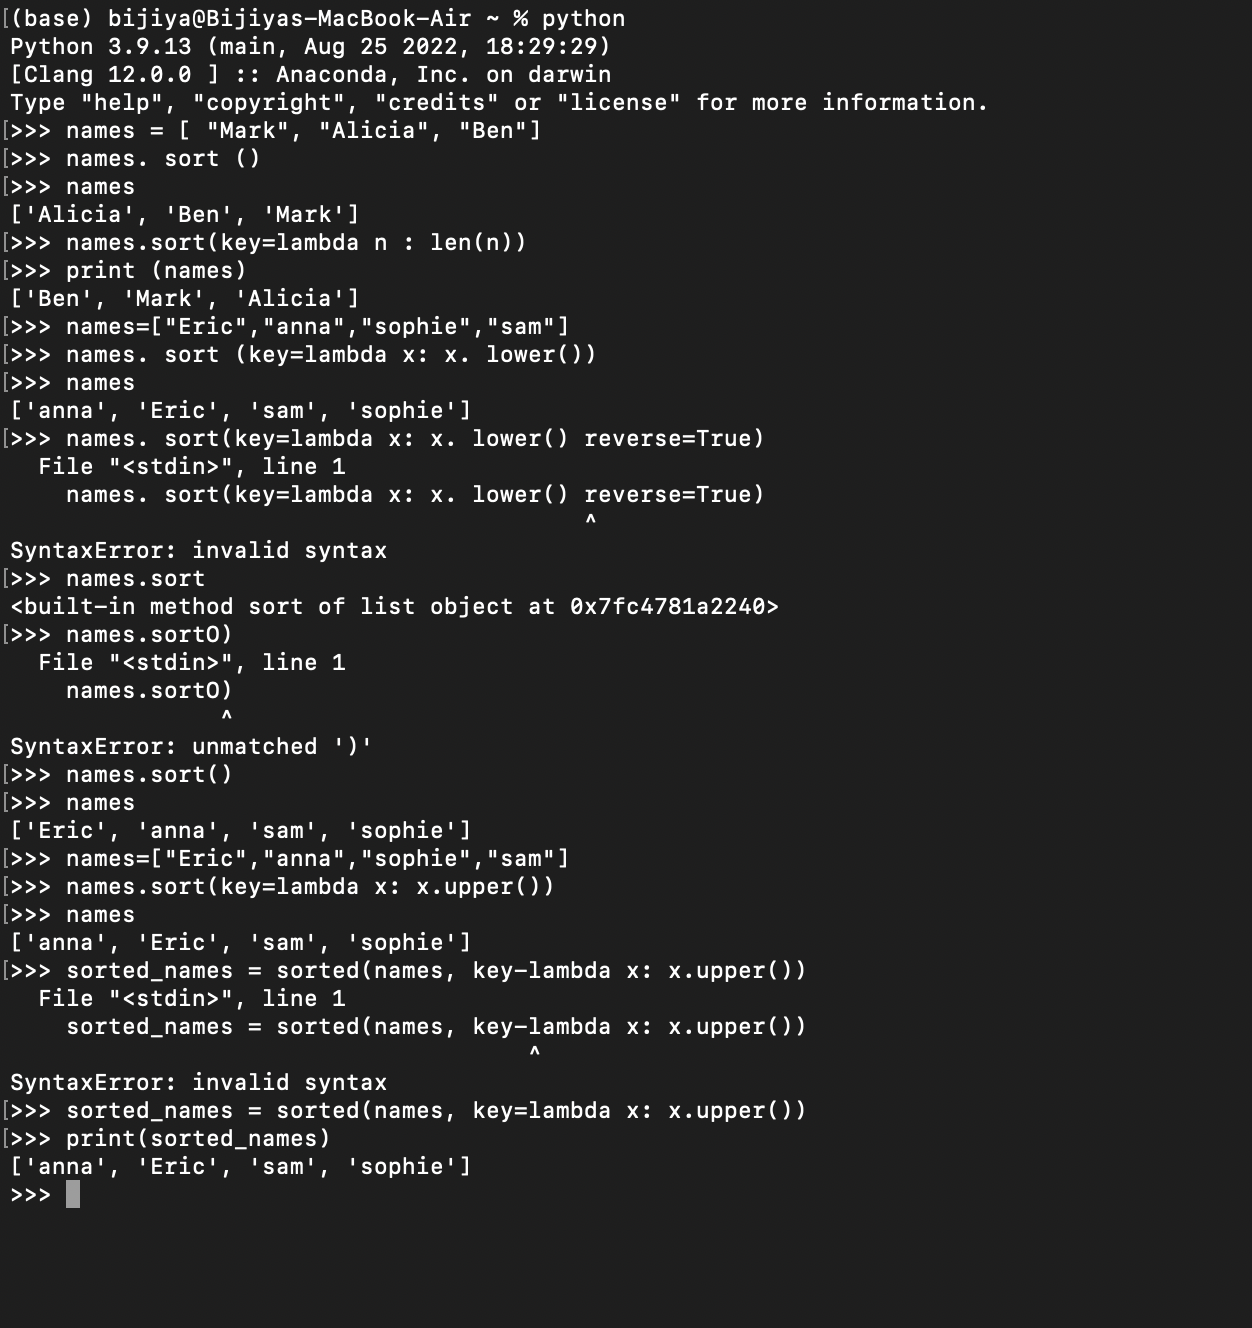 [(base) bijiya@Bijiyas-MacBook-Air ~ % python
Python 3.9.13 (main, Aug 25 2022, 18:29:29)
[Clang 12.0.0 ] :: Anaconda, Inc. on darwin
Type "help", "copyright", "credits" or "license" for more information.
[>>> names = [ "Mark", "Alicia", "Ben"]
[>>> names. sort ()
[>>> names
['Alicia', 'Ben', 'Mark']
[>>> names.sort(key=lambda n : len(n))
[>>> print (names)
['Ben', 'Mark', 'Alicia']
[>>> names=["Eric","anna","sophie","sam"]
[>>> names. sort (key=lambda x: x. lower())
[>>> names
['anna', 'Eric', 'sam', 'sophie']
[>>> names. sort(key=lambda x: x. lower() reverse=True)
  File "<stdin>", line 1
    names. sort(key=lambda x: x. lower() reverse=True)
                                         ^
SyntaxError: invalid syntax
[>>> names.sort
<built-in method sort of list object at 0x7fc4781a2240>
[>>> names.sortO)
  File "<stdin>", line 1
    names.sortO)
               ^
SyntaxError: unmatched ')'
[>>> names.sort()
[>>> names
['Eric', 'anna', 'sam', 'sophie']
[>>> names=["Eric","anna","sophie","sam"]
[>>> names.sort(key=lambda x: x.upper())
[>>> names
['anna', 'Eric', 'sam', 'sophie']
[>>> sorted_names = sorted(names, key-lambda x: x.upper())
  File "<stdin>", line 1
    sorted_names = sorted(names, key-lambda x: x.upper())
                                     ^
SyntaxError: invalid syntax
[>>> sorted_names = sorted(names, key=lambda x: x.upper())
[>>> print(sorted_names)
['anna', 'Eric', 'sam', 'sophie']
>>>